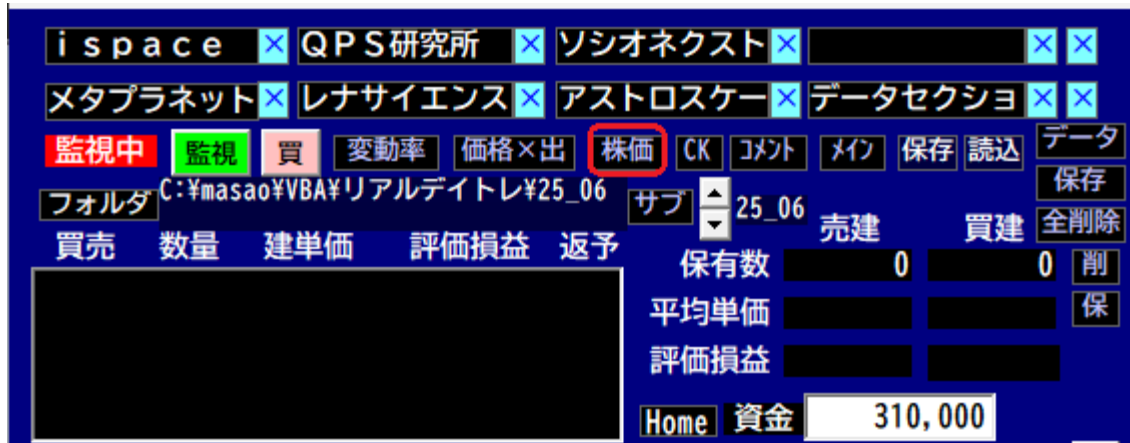 ｉｓｐａｃｅ × ＱＰＳ研究所 × ソシオネクスト × × ×
メタプラネット × レナサイエンス × アストロスケー × データセクショ × ×
監視中 監視 買 変動率 価格×出 株価 CK コメント メイン 保存 読込 データ
フォルダ C:¥masao¥VBA¥リアルデイトレ¥25_06 サブ 25_06 保存
買売 数量 建単価 評価損益 返予 売建 買建 全削除
保有数 0 0 削
平均単価 保
評価損益
Home 資金 310,000